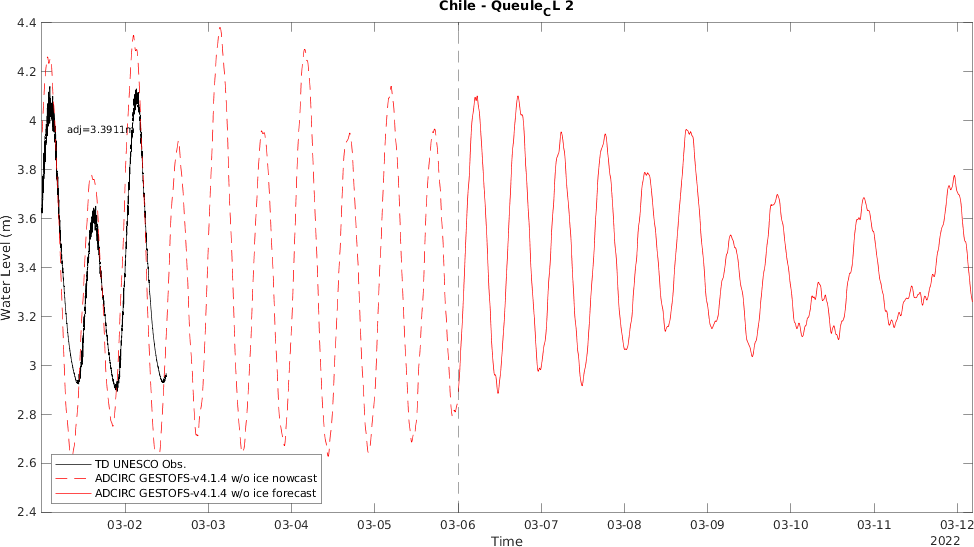 Chile - Queule_CL 2
4.4
4.2
4
3.8
3.6
3.4
3.2
3
2.8
2.6
2.4
Water Level (m)
adj=3.3911m
TD UNESCO Obs.
ADCIRC GESTOFS-v4.1.4 w/o ice nowcast
ADCIRC GESTOFS-v4.1.4 w/o ice forecast
03-02 03-03 03-04 03-05 03-06 03-07 03-08 03-09 03-10 03-11 03-12
Time
2022